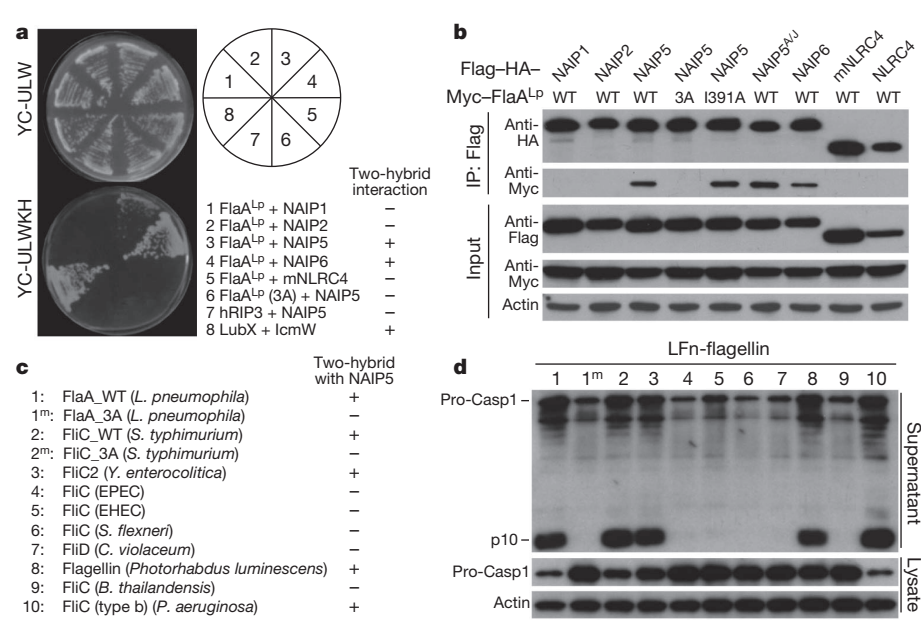 a
YC-ULW
YC-ULWKH
1 2 3 4 5 6 7 8
Two-hybrid
interaction
1 FlaA^Lp + NAIP1 –
2 FlaA^Lp + NAIP2 –
3 FlaA^Lp + NAIP5 +
4 FlaA^Lp + NAIP6 +
5 FlaA^Lp + mNLRC4 –
6 FlaA^Lp (3A) + NAIP5 –
7 hRIP3 + NAIP5 –
8 LubX + IcmW +
b
Flag–HA– NAIP1 NAIP2 NAIP5 NAIP5 NAIP5 NAIP5^A/J NAIP6 mNLRC4 NLRC4
Myc–FlaA^Lp WT WT WT 3A I391A WT WT WT WT
IP: Flag
Anti-
HA
Anti-
Myc
Input
Anti-
Flag
Anti-
Myc
Actin
c
Two-hybrid
with NAIP5
1: FlaA_WT (L. pneumophila) +
1^m: FlaA_3A (L. pneumophila) –
2: FliC_WT (S. typhimurium) +
2^m: FliC_3A (S. typhimurium) –
3: FliC2 (Y. enterocolitica) +
4: FliC (EPEC) –
5: FliC (EHEC) –
6: FliC (S. flexneri) –
7: FliD (C. violaceum) –
8: Flagellin (Photorhabdus luminescens) +
9: FliC (B. thailandensis) –
10: FliC (type b) (P. aeruginosa) +
d
LFn-flagellin
1 1^m 2 3 4 5 6 7 8 9 10
Pro-Casp1
p10
Supernatant
Pro-Casp1
Actin
Lysate